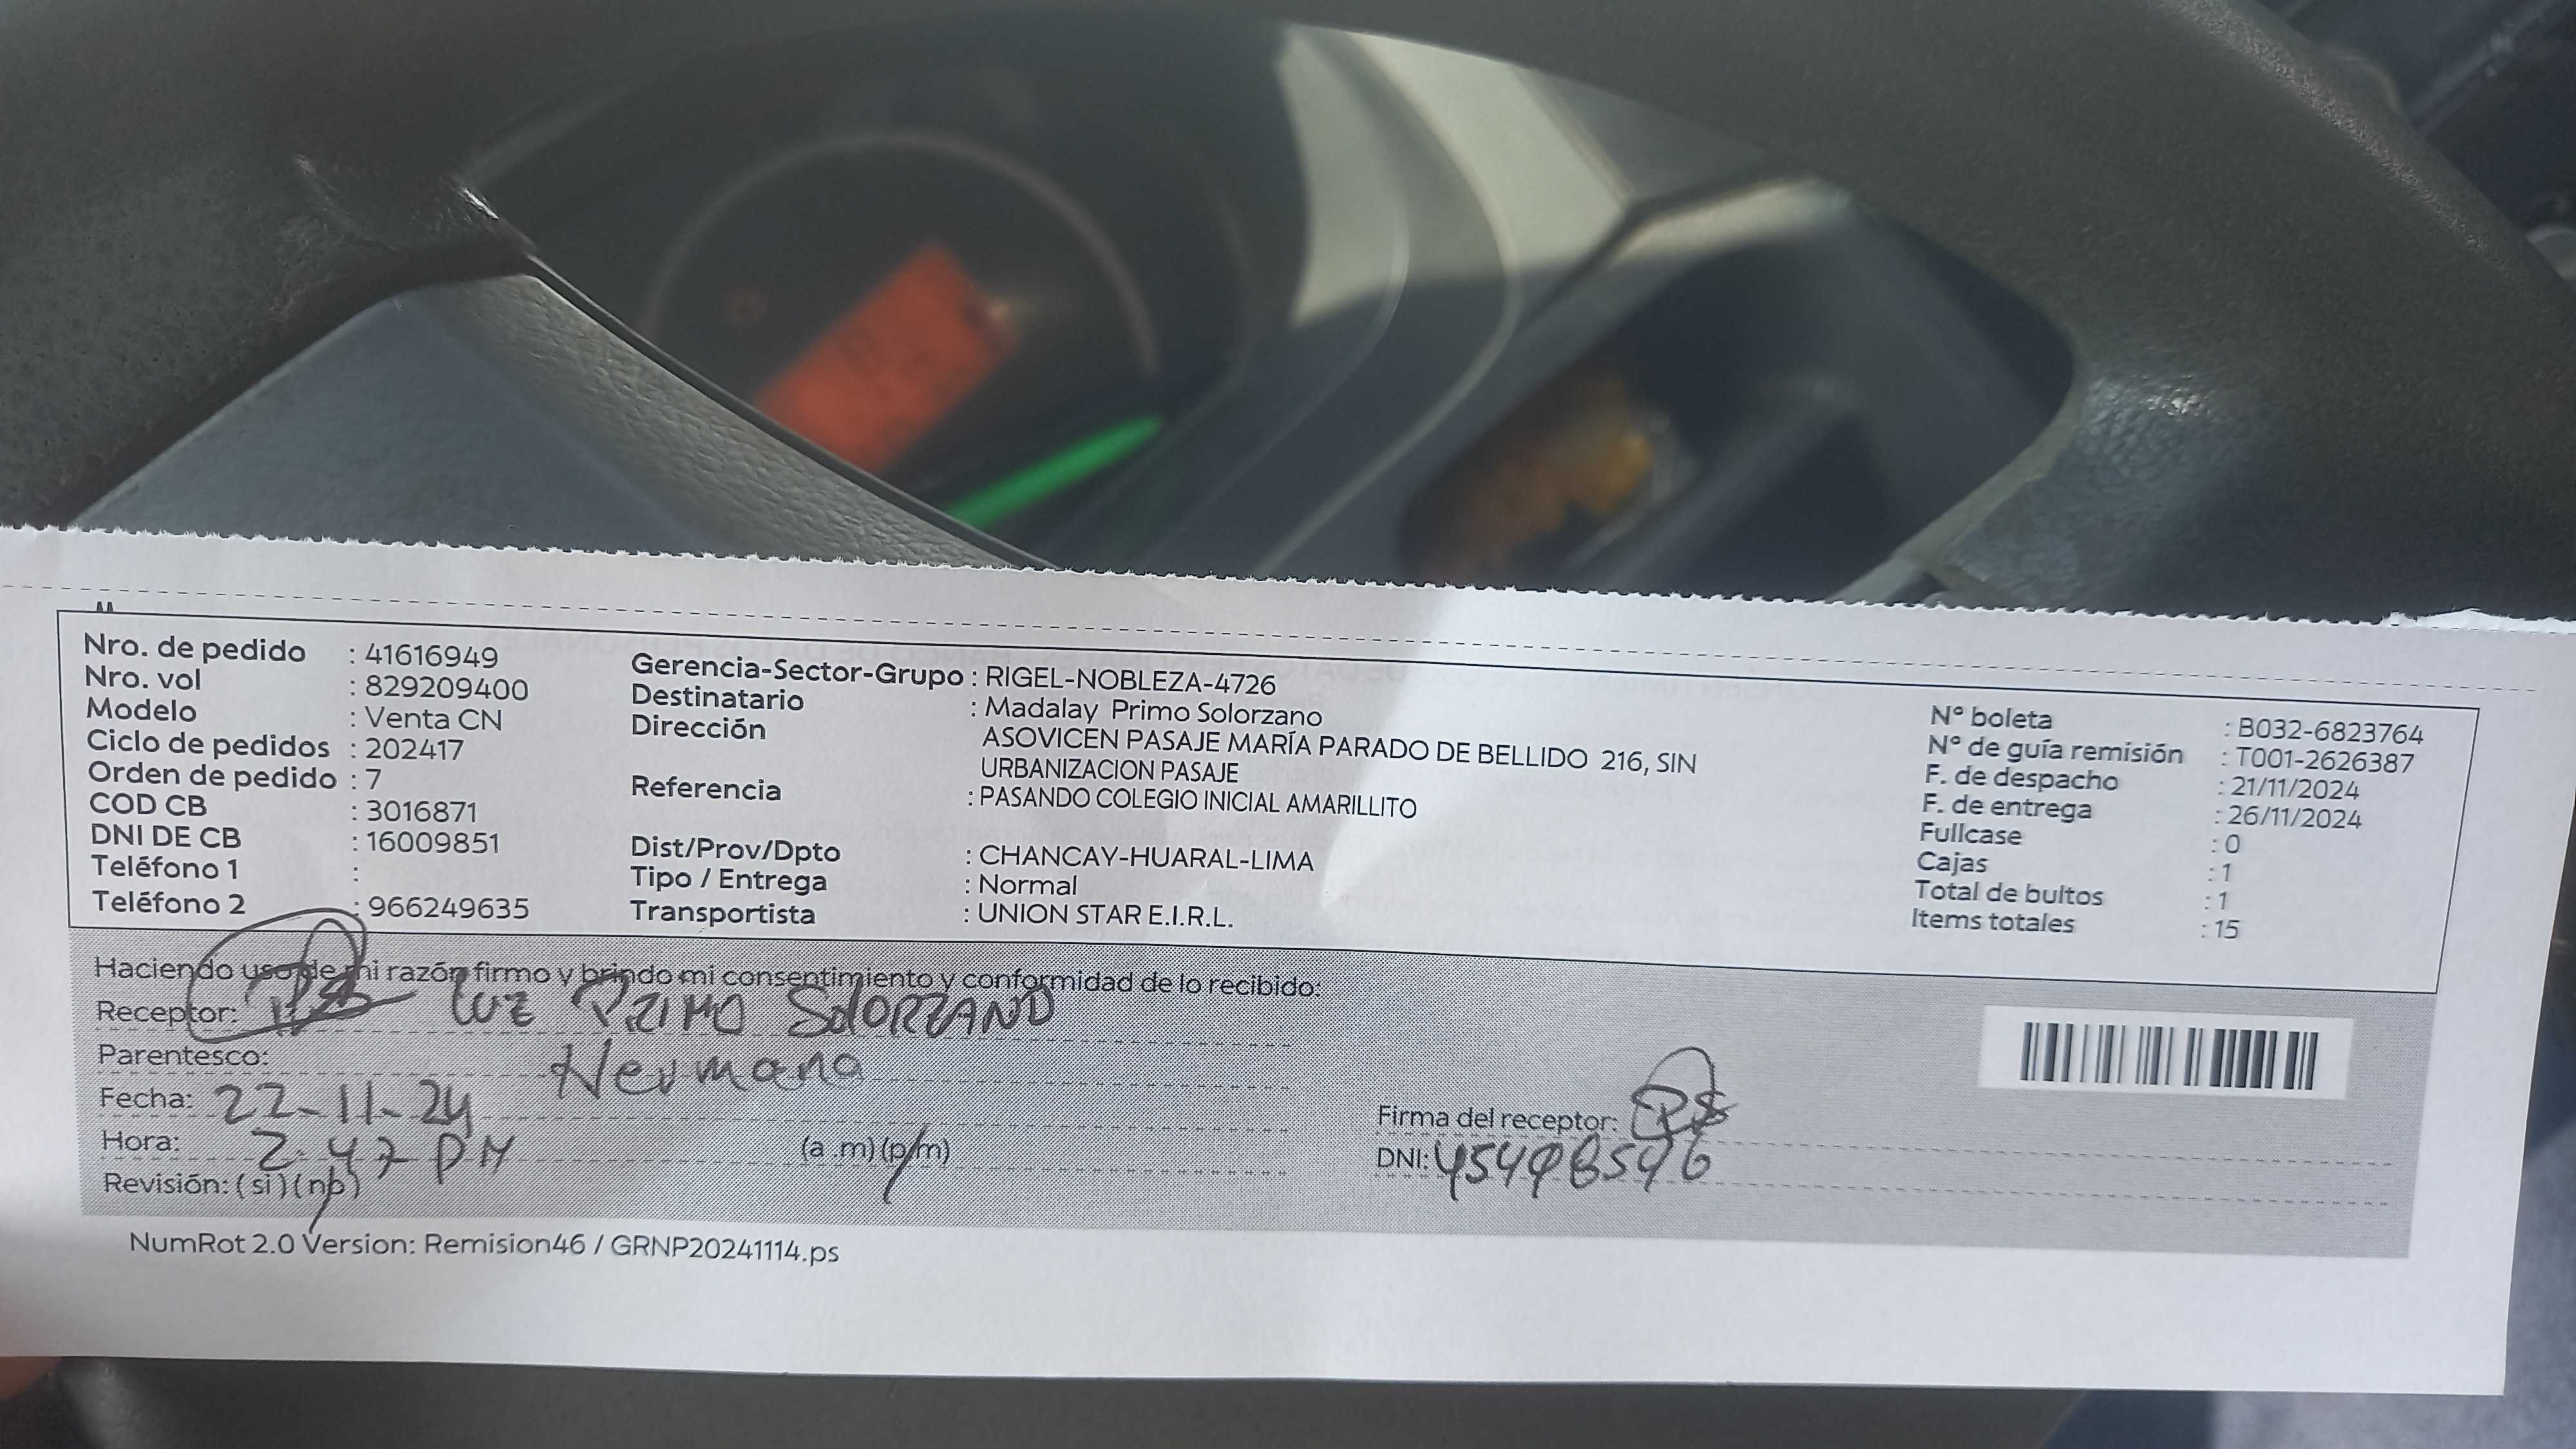 Nro. de pedido : 41616949
Nro. vol : 829209400
Modelo : Venta CN
Ciclo de pedidos : 202417
Orden de pedido : 7
COD CB : 3016871
DNI DE CB : 16009851
Teléfono 1 :
Teléfono 2 : 966249635
Gerencia-Sector-Grupo : RIGEL-NOBLEZA-4726
Destinatario : Madalay Primo Solorzano
Dirección ASOVICEN PASAJE MARÍA PARADO DE BELLIDO 216, SIN
URBANIZACION PASAJE
Referencia : PASANDO COLEGIO INICIAL AMARILLITO
Dist/Prov/Dpto : CHANCAY-HUARAL-LIMA
Tipo / Entrega : Normal
Transportista : UNION STAR E.I.R.L.
N° boleta : B032-6823764
N° de guía remisión : T001-2626387
F. de despacho : 21/11/2024
F. de entrega : 26/11/2024
Fullcase : 0
Cajas : 1
Total de bultos : 1
Items totales : 15
Haciendo uso de mi razón firmo y brindo mi consentimiento y conformidad de lo recibido:
Receptor: Luz PRIMO SOLORZANO
Parentesco: Hermana
Fecha: 22-11-24
Hora: 2:47 PM (a .m) (p/m)
Revisión: (si) (no)
Firma del receptor: PS
DNI:
NumRot 2.0 Version: Remision46 / GRNP20241114.ps